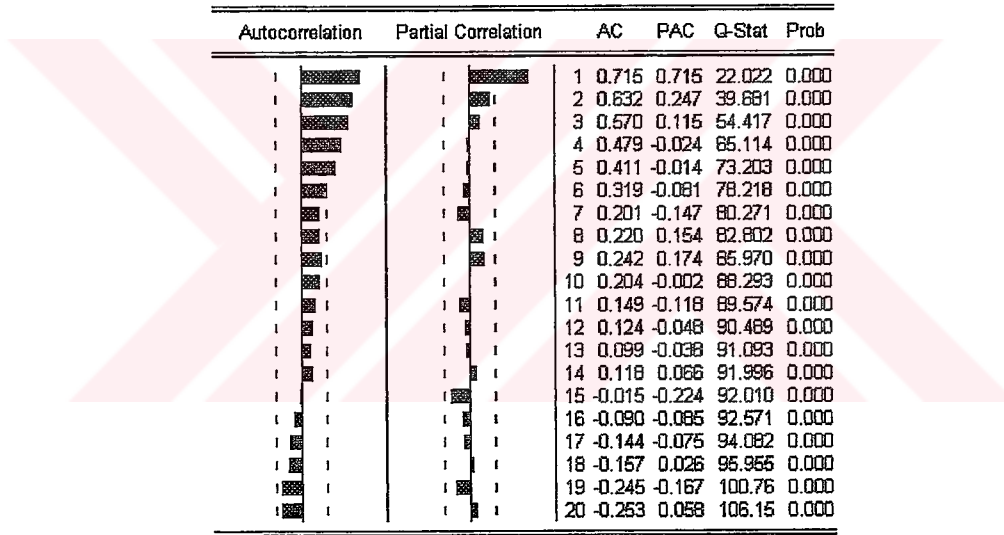 Autocorrelation Partial Correlation AC PAC Q-Stat Prob
1 0.715 0.715 22.022 0.000
2 0.632 0.247 39.681 0.000
3 0.570 0.115 54.417 0.000
4 0.479 -0.024 65.114 0.000
5 0.411 -0.014 73.203 0.000
6 0.319 -0.081 78.218 0.000
7 0.201 -0.147 80.271 0.000
8 0.220 0.154 82.802 0.000
9 0.242 0.174 85.970 0.000
10 0.204 -0.002 88.293 0.000
11 0.149 -0.118 89.574 0.000
12 0.124 -0.048 90.489 0.000
13 0.099 -0.038 91.093 0.000
14 0.118 0.066 91.996 0.000
15 -0.015 -0.224 92.010 0.000
16 -0.090 -0.085 92.571 0.000
17 -0.144 -0.075 94.082 0.000
18 -0.157 0.026 95.955 0.000
19 -0.245 -0.167 100.76 0.000
20 -0.253 0.058 106.15 0.000